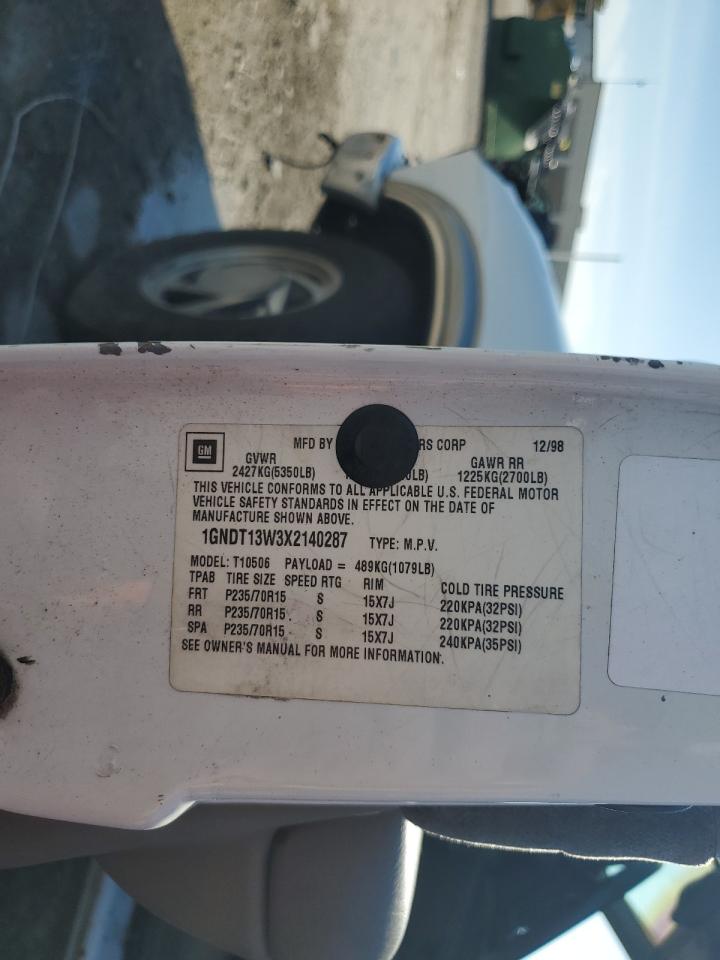 GM MFD BY RS CORP 12/98
GVWR GAWR RR
2427KG(5350LB) LB) 1225KG(2700LB)
THIS VEHICLE CONFORMS TO ALL APPLICABLE U.S. FEDERAL MOTOR
VEHICLE SAFETY STANDARDS IN EFFECT ON THE DATE OF
MANUFACTURE SHOWN ABOVE.
1GNDT13W3X2140287 TYPE: M.P.V.
MODEL: T10506 PAYLOAD = 489KG(1079LB)
TPAB TIRE SIZE SPEED RTG RIM COLD TIRE PRESSURE
FRT P235/70R15 S 15X7J 220KPA(32PSI)
RR P235/70R15 S 15X7J 220KPA(32PSI)
SPA P235/70R15 S 15X7J 240KPA(35PSI)
SEE OWNER'S MANUAL FOR MORE INFORMATION.